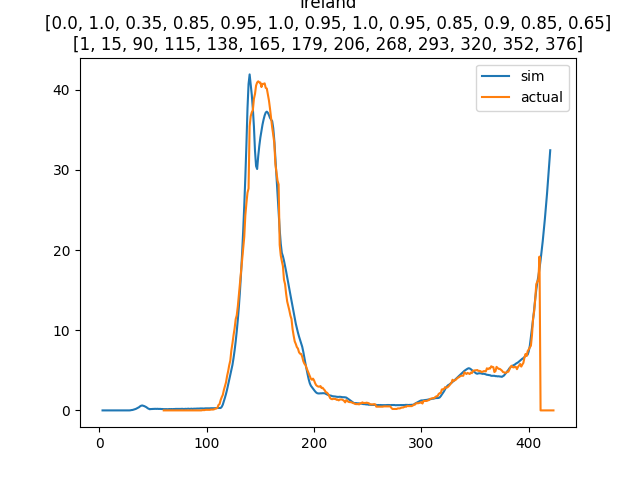 Ireland
[0.0, 1.0, 0.35, 0.85, 0.95, 1.0, 0.95, 1.0, 0.95, 0.85, 0.9, 0.85, 0.65]
[1, 15, 90, 115, 138, 165, 179, 206, 268, 293, 320, 352, 376]
sim
actual
40
30
20
10
0
0 100 200 300 400